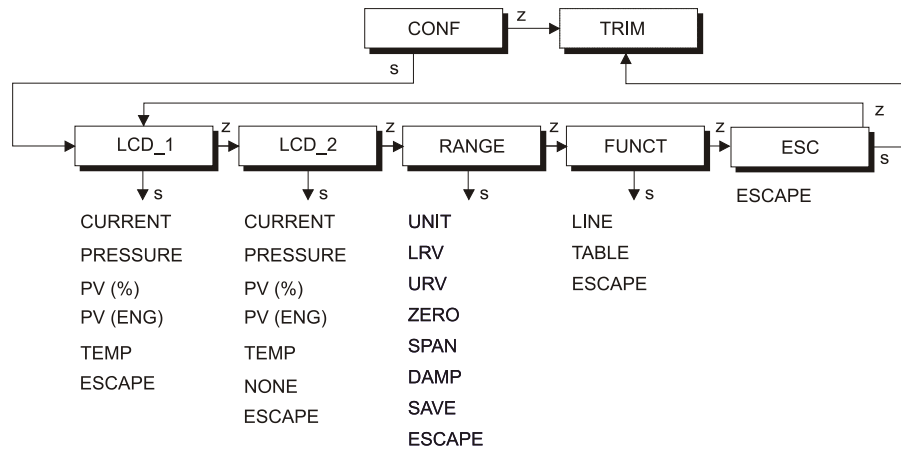 CONF
z
TRIM
s
z
LCD_1
z
LCD_2
z
RANGE
z
FUNCT
z
ESC
s
s
s
s
s
ESCAPE
CURRENT
PRESSURE
PV (%)
PV (ENG)
TEMP
ESCAPE
CURRENT
PRESSURE
PV (%)
PV (ENG)
TEMP
NONE
ESCAPE
UNIT
LRV
URV
ZERO
SPAN
DAMP
SAVE
ESCAPE
LINE
TABLE
ESCAPE